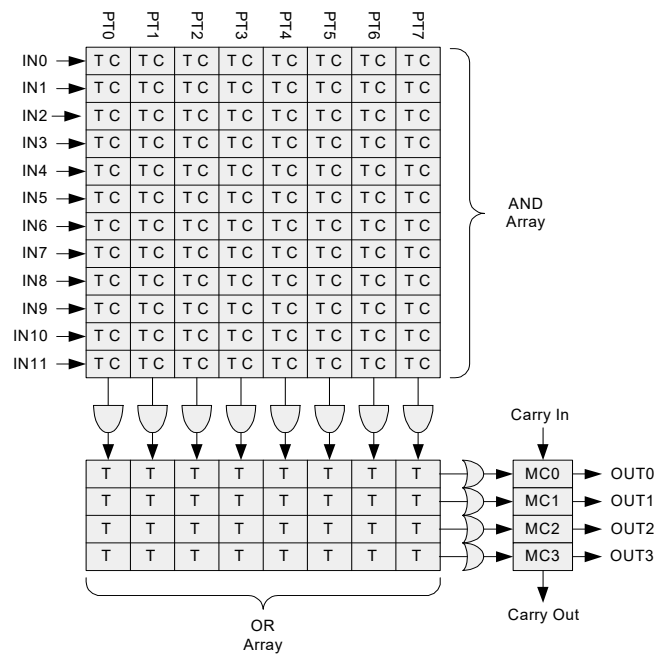 PT0 PT1 PT2 PT3 PT4 PT5 PT6 PT7
IN0 T C T C T C T C T C T C T C T C
IN1 T C T C T C T C T C T C T C T C
IN2 T C T C T C T C T C T C T C T C
IN3 T C T C T C T C T C T C T C T C
IN4 T C T C T C T C T C T C T C T C
IN5 T C T C T C T C T C T C T C T C
IN6 T C T C T C T C T C T C T C T C
IN7 T C T C T C T C T C T C T C T C
IN8 T C T C T C T C T C T C T C T C
IN9 T C T C T C T C T C T C T C T C
IN10 T C T C T C T C T C T C T C T C
IN11 T C T C T C T C T C T C T C T C
AND
Array
Carry In
T T T T T T T T MC0 OUT0
T T T T T T T T MC1 OUT1
T T T T T T T T MC2 OUT2
T T T T T T T T MC3 OUT3
Carry Out
OR
Array